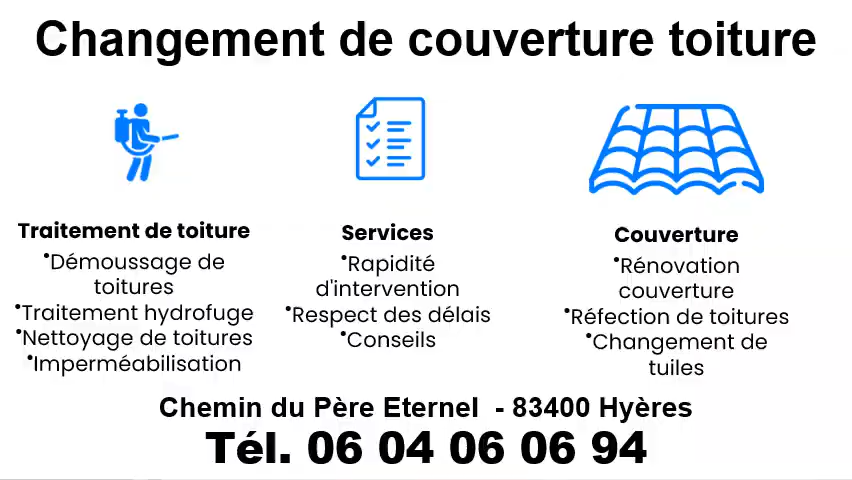 Changement de couverture toiture
Traitement de toiture
•Démoussage de
toitures
•Traitement hydrofuge
•Nettoyage de toitures
•Imperméabilisation
Services
•Rapidité
d'intervention
•Respect des délais
•Conseils
Couverture
•Rénovation
couverture
•Réfection de toitures
•Changement de
tuiles
Chemin du Père Eternel - 83400 Hyères
Tél. 06 04 06 06 94